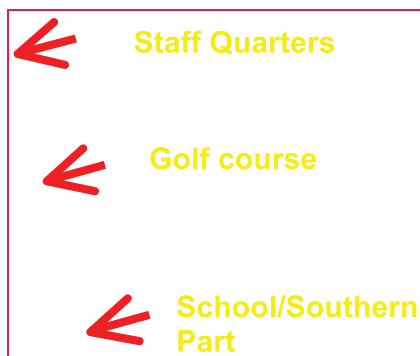 Staff Quarters
Golf course
School/Southern
Part